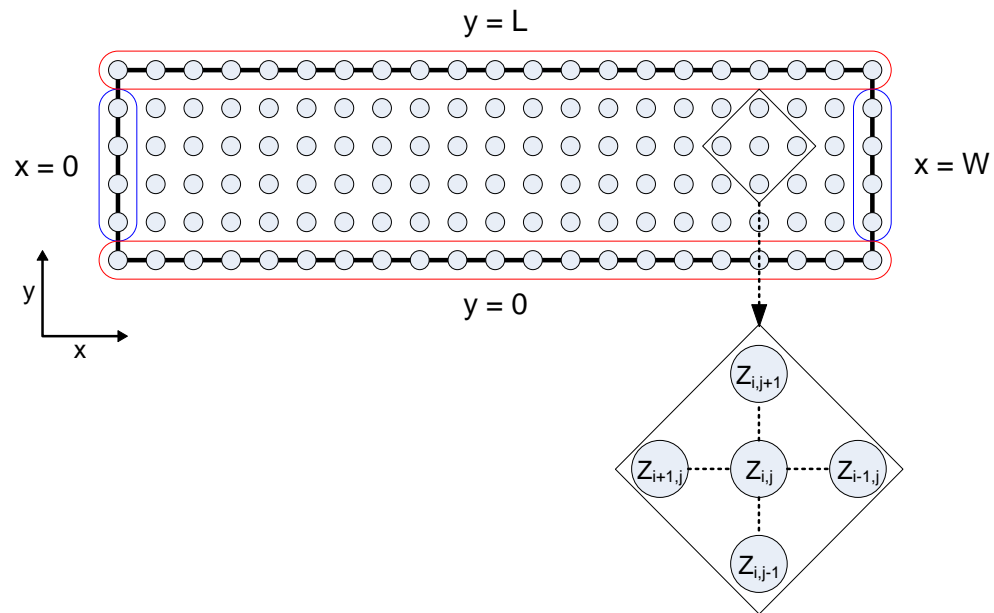 y = L
x = 0
x = W
y
x
y = 0
Z_{i,j+1}
Z_{i+1,j}
Z_{i,j}
Z_{i-1,j}
Z_{i,j-1}